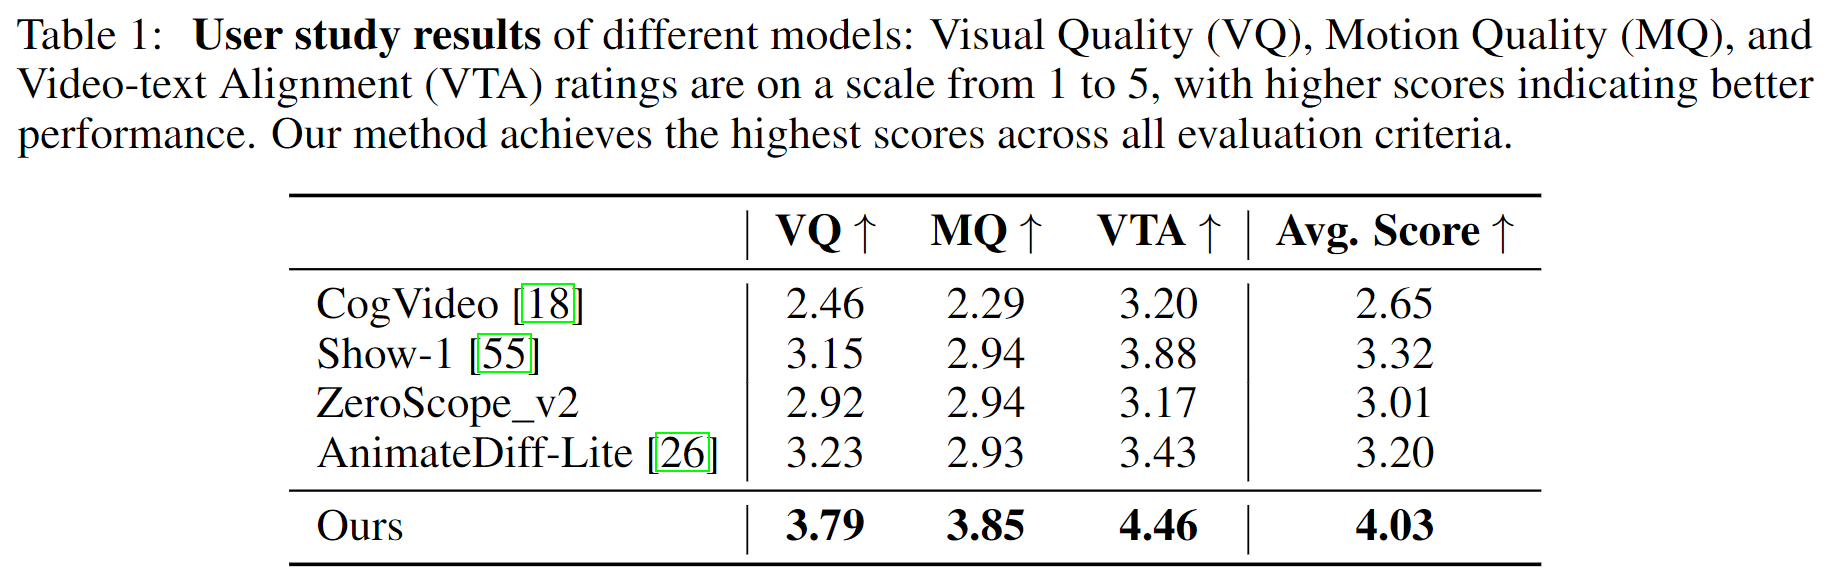 Table 1: User study results of different models: Visual Quality (VQ), Motion Quality (MQ), and
Video-text Alignment (VTA) ratings are on a scale from 1 to 5, with higher scores indicating better
performance. Our method achieves the highest scores across all evaluation criteria.
VQ ↑ MQ ↑ VTA ↑ Avg. Score ↑
CogVideo [18] 2.46 2.29 3.20 2.65
Show-1 [55] 3.15 2.94 3.88 3.32
ZeroScope_v2 2.92 2.94 3.17 3.01
AnimateDiff-Lite [26] 3.23 2.93 3.43 3.20
Ours 3.79 3.85 4.46 4.03